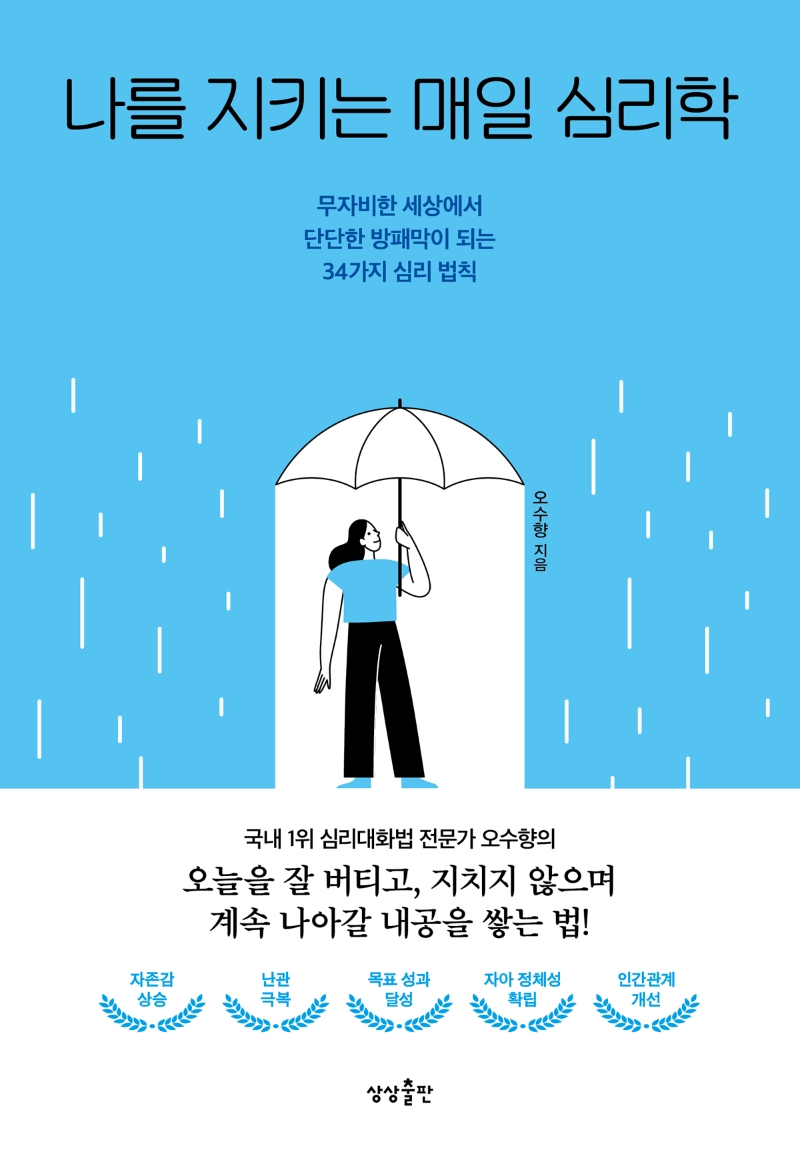 나를 지키는 매일 심리학
무자비한 세상에서
단단한 방패막이 되는
34가지 심리 법칙
오수향 지음
국내 1위 심리대화법 전문가 오수향의
오늘을 잘 버티고, 지치지 않으며
계속 나아갈 내공을 쌓는 법!
자존감
상승
난관
극복
목표 성과
달성
자아 정체성
확립
인간관계
개선
상상출판